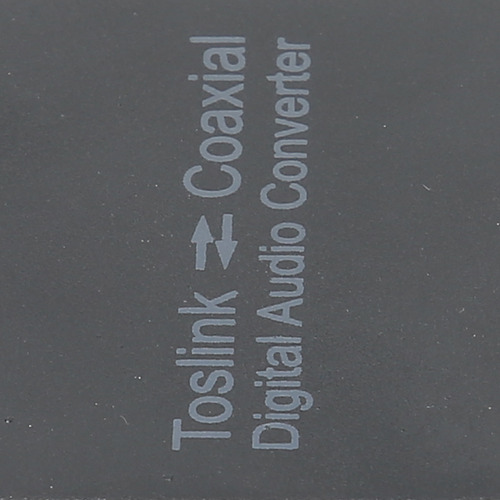 Toslink ⇄ Coaxial
Digital Audio Converter